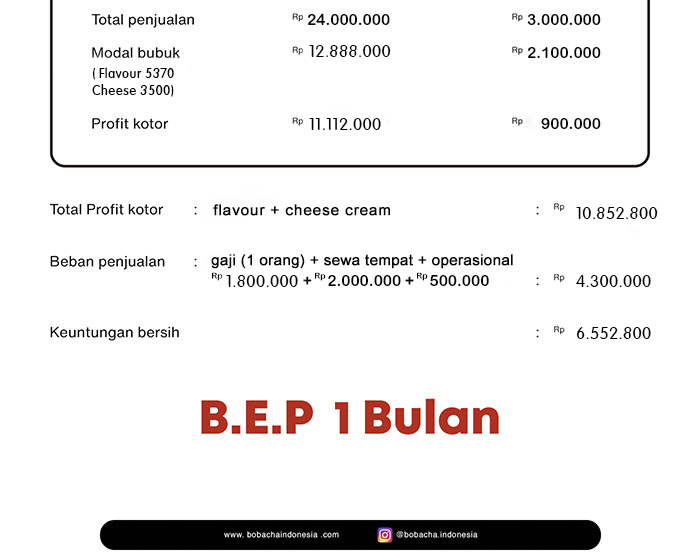 Total penjualan Rp 24.000.000 Rp 3.000.000
Modal bubuk Rp 12.888.000 Rp 2.100.000
( Flavour 5370
Cheese 3500)
Profit kotor Rp 11.112.000 Rp 900.000
Total Profit kotor : flavour + cheese cream : Rp 10.852.800
Beban penjualan : gaji (1 orang) + sewa tempat + operasional
Rp 1.800.000 + Rp 2.000.000 + Rp 500.000 : Rp 4.300.000
Keuntungan bersih : Rp 6.552.800
B.E.P 1 Bulan
www. bobachaindonesia .com @bobacha.indonesia